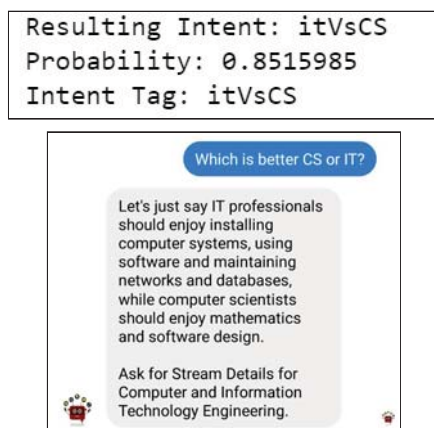 Resulting Intent: itVsCS
Probability: 0.8515985
Intent Tag: itVsCS
Which is better CS or IT?
Let's just say IT professionals
should enjoy installing
computer systems, using
software and maintaining
networks and databases,
while computer scientists
should enjoy mathematics
and software design.
Ask for Stream Details for
Computer and Information
Technology Engineering.